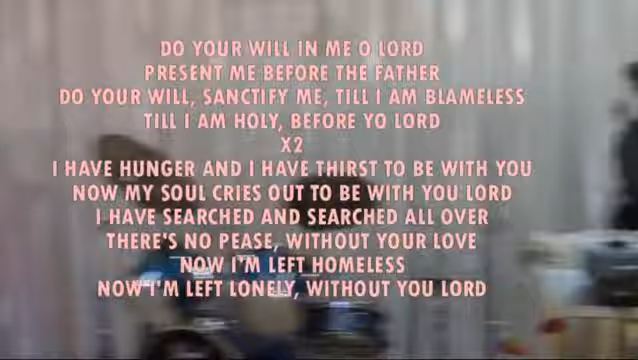 DO YOUR WILL IN ME O LORD
PRESENT ME BEFORE THE FATHER
DO YOUR WILL, SANCTIFY ME, TILL I AM BLAMELESS
TILL I AM HOLY, BEFORE YO LORD
X2
I HAVE HUNGER AND I HAVE THIRST TO BE WITH YOU
NOW MY SOUL CRIES OUT TO BE WITH YOU LORD
I HAVE SEARCHED AND SEARCHED ALL OVER
THERE'S NO PEASE, WITHOUT YOUR LOVE
NOW I'M LEFT HOMELESS
NOW I'M LEFT LONELY, WITHOUT YOU LORD